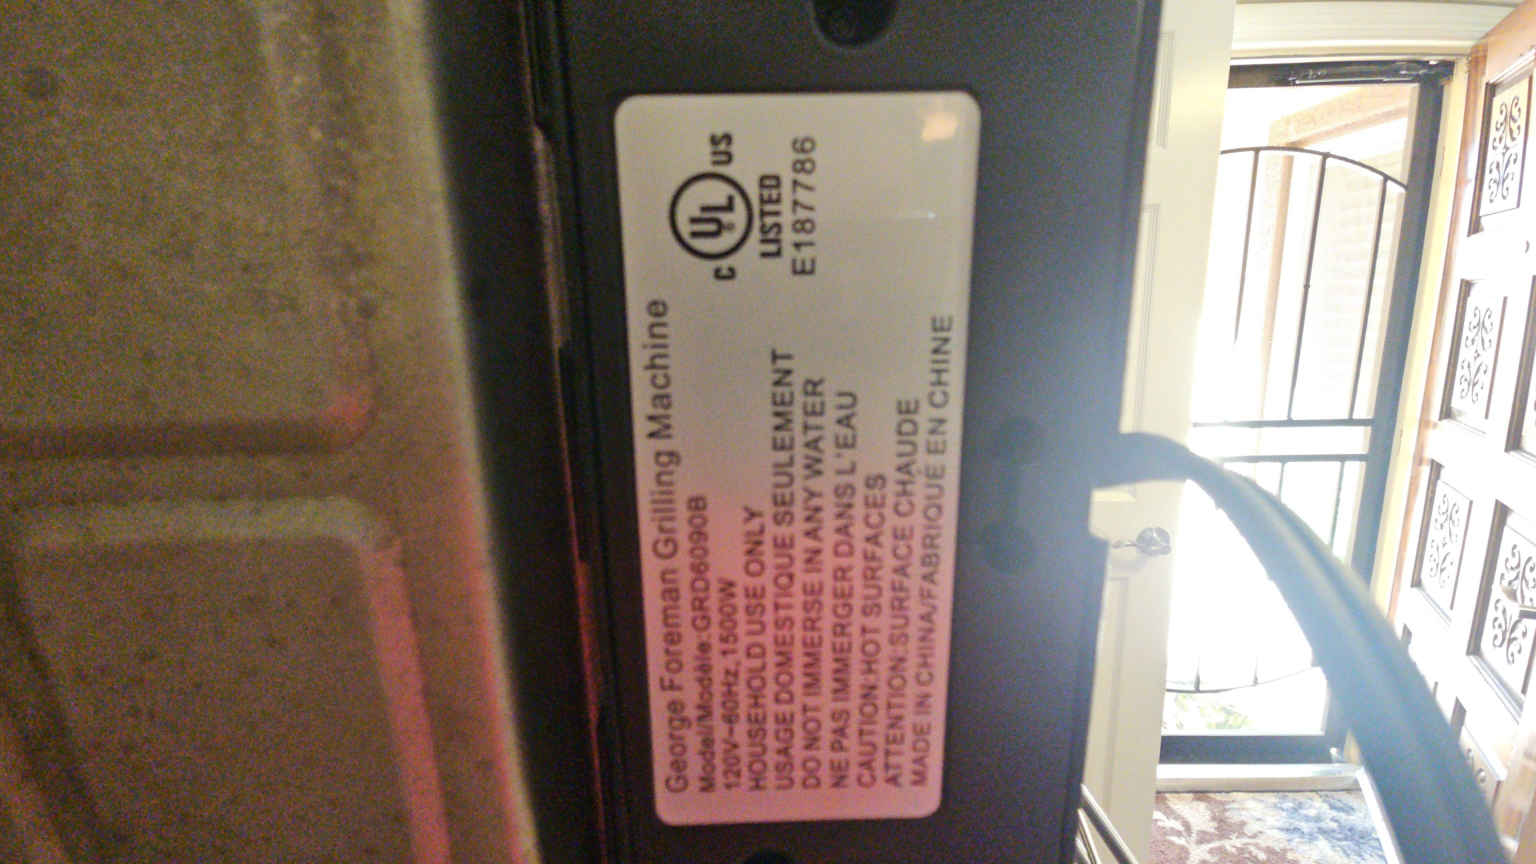 George Foreman Grilling Machine
Model/Modèle:GRD6090B
120V~60Hz,1500W
HOUSEHOLD USE ONLY
USAGE DOMESTIQUE SEULEMENT
DO NOT IMMERSE IN ANY WATER
NE PAS IMMERGER DANS L'EAU
CAUTION:HOT SURFACES
ATTENTION:SURFACE CHAUDE
MADE IN CHINA/FABRIQUÉ EN CHINE
C UL US
LISTED
E187786